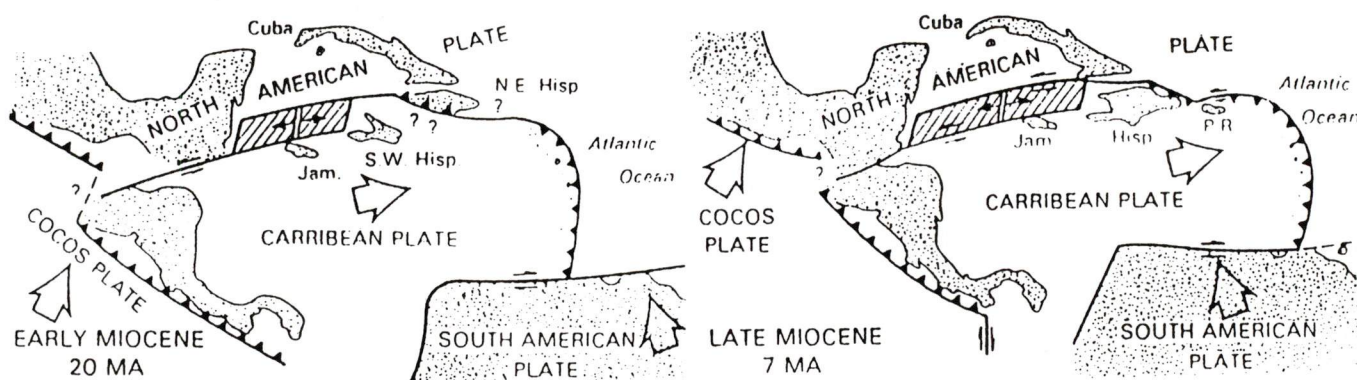 Cuba
PLATE
AMERICAN
NORTH
N.E. Hisp
?
? ?
Atlantic
Ocean
Jam.
S.W. Hisp
?
CARRIBEAN PLATE
COCOS PLATE
EARLY MIOCENE
20 MA
SOUTH AMERICAN
PLATE
Cuba
PLATE
AMERICAN
NORTH
Atlantic
Ocean
P.R
Jam
Hisp
?
COCOS
PLATE
CARRIBEAN PLATE
LATE MIOCENE
7 MA
SOUTH AMERICAN
PLATE